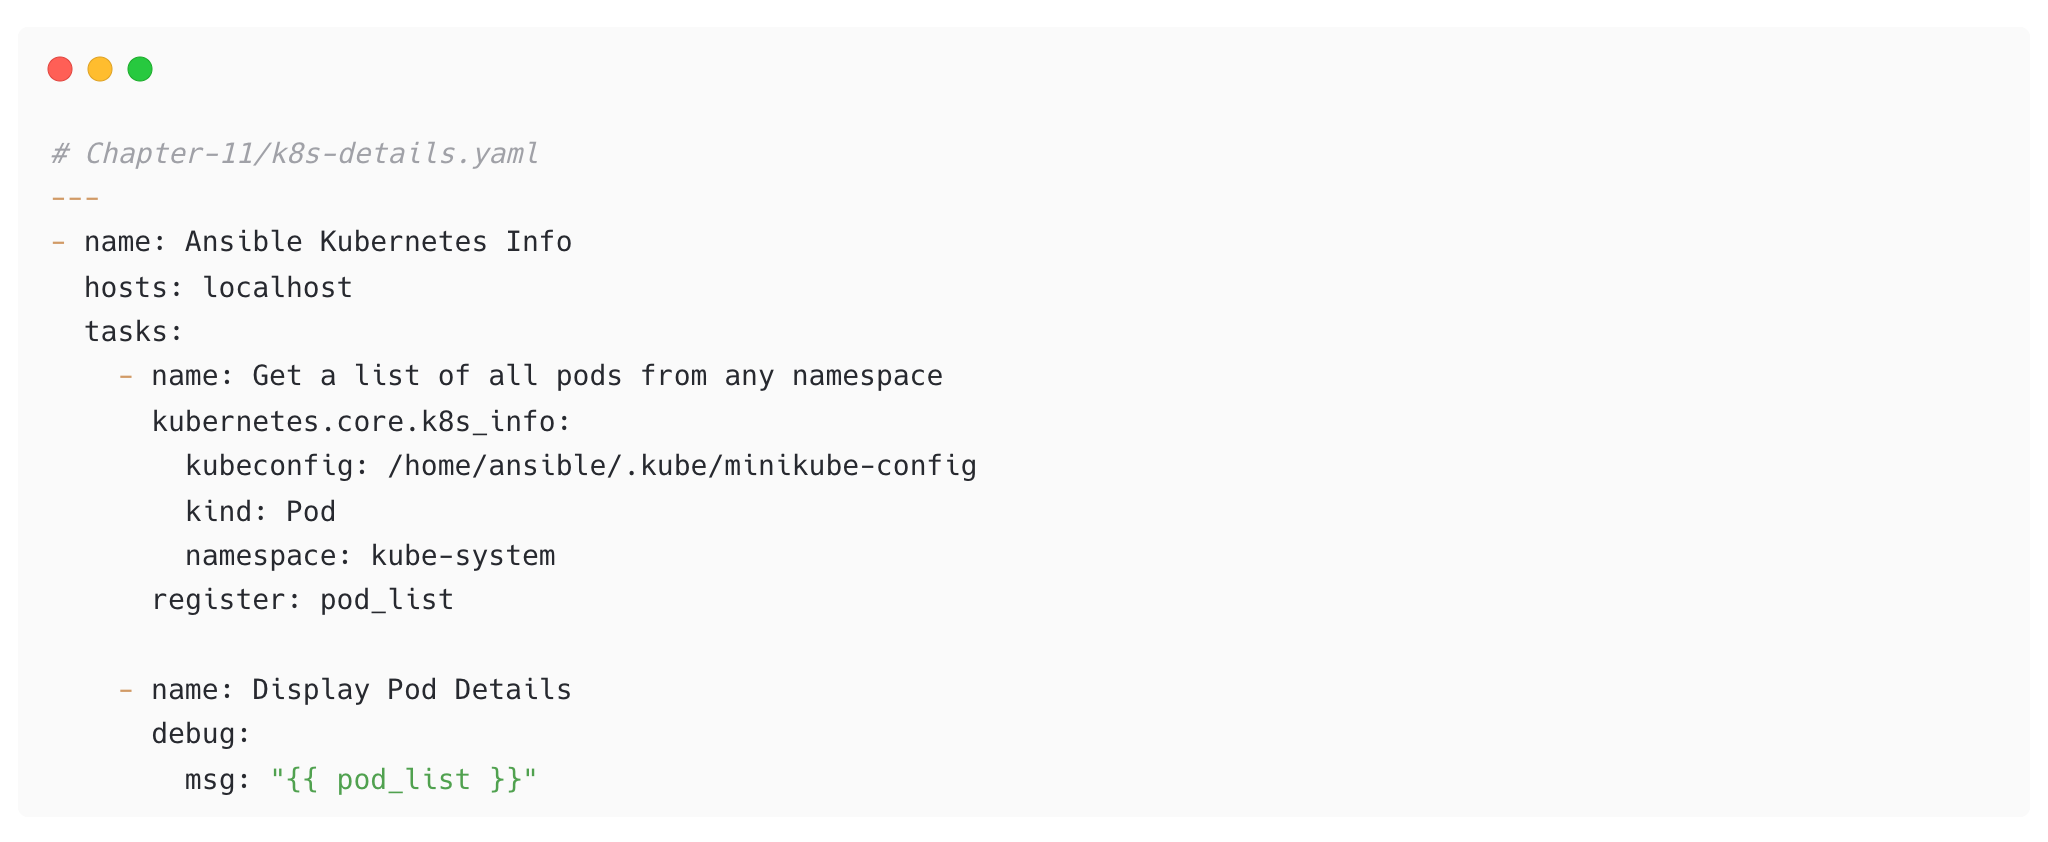 # Chapter-11/k8s-details.yaml
---
- name: Ansible Kubernetes Info
  hosts: localhost
  tasks:
    - name: Get a list of all pods from any namespace
      kubernetes.core.k8s_info:
        kubeconfig: /home/ansible/.kube/minikube-config
        kind: Pod
        namespace: kube-system
      register: pod_list

    - name: Display Pod Details
      debug:
        msg: "{{ pod_list }}"